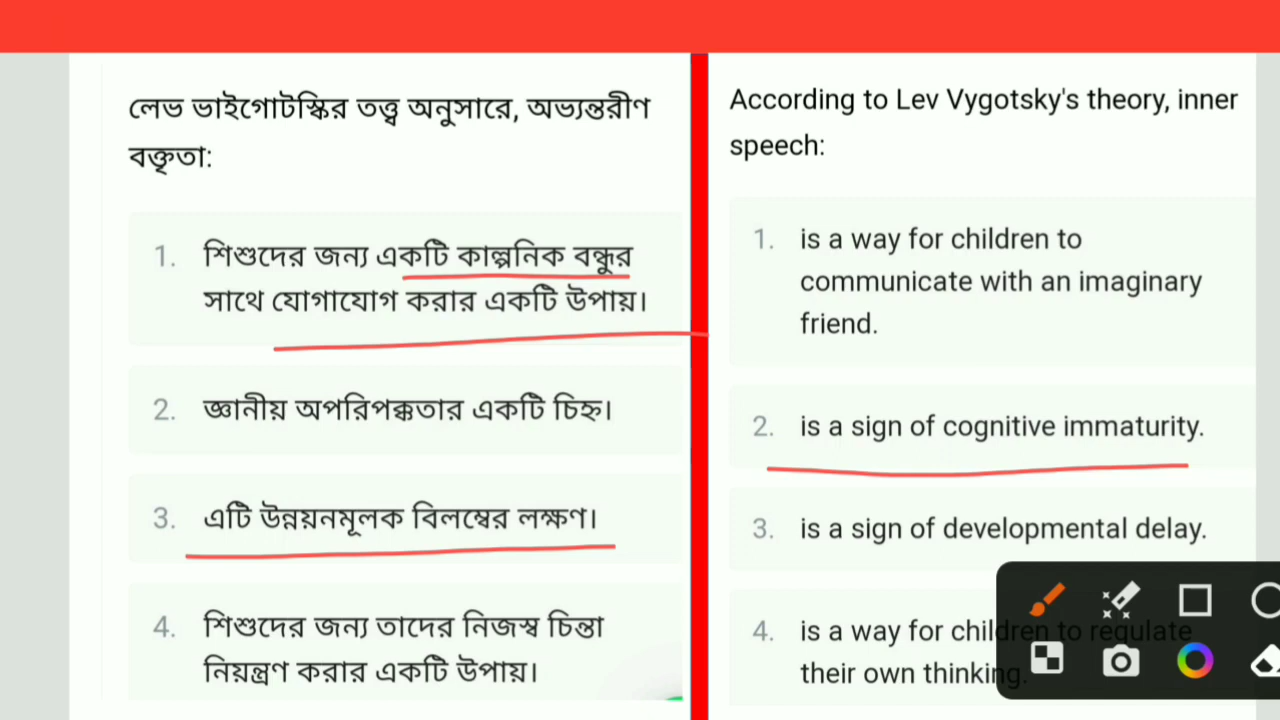 লেভ ভাইগোটস্কির তত্ত্ব অনুসারে, অভ্যন্তরীণ
বক্তৃতা:
1. শিশুদের জন্য একটি কাল্পনিক বন্ধুর
সাথে যোগাযোগ করার একটি উপায়।
2. জ্ঞানীয় অপরিপক্কতার একটি চিহ্ন।
3. এটি উন্নয়নমূলক বিলম্বের লক্ষণ।
4. শিশুদের জন্য তাদের নিজস্ব চিন্তা
নিয়ন্ত্রণ করার একটি উপায়।
According to Lev Vygotsky's theory, inner
speech:
1. is a way for children to
communicate with an imaginary
friend.
2. is a sign of cognitive immaturity.
3. is a sign of developmental delay.
4. is a way for children to regulate
their own thinking.